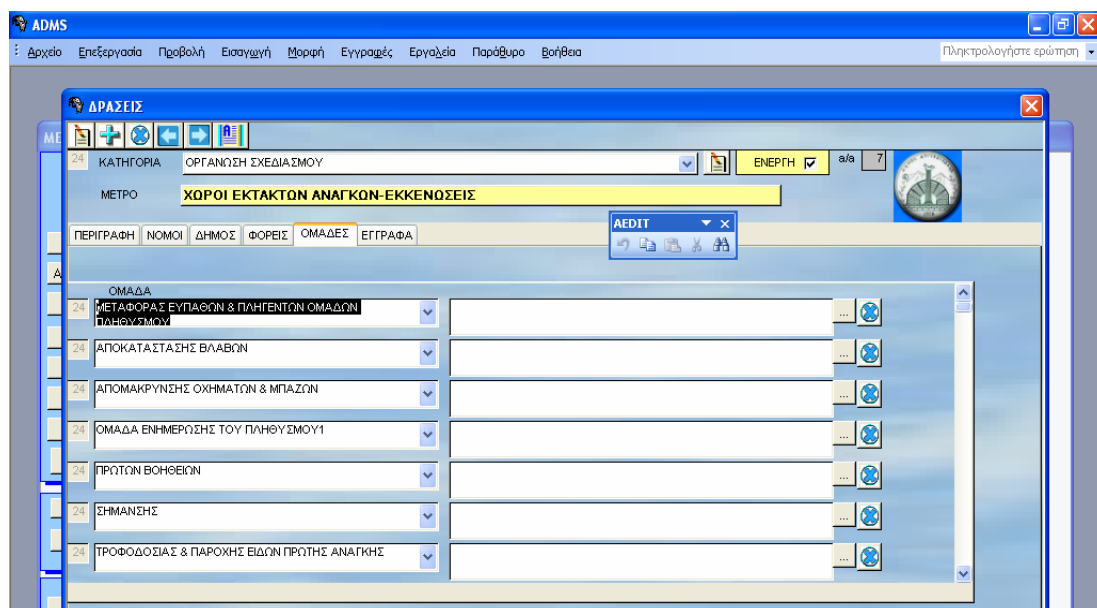 ADMS
Αρχείο Επεξεργασία Προβολή Εισαγωγή Μορφή Εγγραφές Εργαλεία Παράθυρο Βοήθεια Πληκτρολογήστε ερώτηση
ΔΡΑΣΕΙΣ
ΜΕ
24 ΚΑΤΗΓΟΡΙΑ ΟΡΓΑΝΩΣΗ ΣΧΕΔΙΑΣΜΟΥ ΕΝΕΡΓΗ α/α 7
ΜΕΤΡΟ ΧΩΡΟΙ ΕΚΤΑΚΤΩΝ ΑΝΑΓΚΩΝ-ΕΚΚΕΝΩΣΕΙΣ
AEDIT
ΠΕΡΙΓΡΑΦΗ ΝΟΜΟΙ ΔΗΜΟΣ ΦΟΡΕΙΣ ΟΜΑΔΕΣ ΕΓΓΡΑΦΑ
Α
ΟΜΑΔΑ
24 ΜΕΤΑΦΟΡΑΣ ΕΥΠΑΘΩΝ & ΠΛΗΓΕΝΤΩΝ ΟΜΑΔΩΝ ...
ΠΛΗΘΥΣΜΟΥ
24 ΑΠΟΚΑΤΑΣΤΑΣΗΣ ΒΛΑΒΩΝ ...
24 ΑΠΟΜΑΚΡΥΝΣΗΣ ΟΧΗΜΑΤΩΝ & ΜΠΑΖΩΝ ...
24 ΟΜΑΔΑ ΕΝΗΜΕΡΩΣΗΣ ΤΟΥ ΠΛΗΘΥΣΜΟΥ1 ...
24 ΠΡΩΤΩΝ ΒΟΗΘΕΙΩΝ ...
24 ΣΗΜΑΝΣΗΣ ...
24 ΤΡΟΦΟΔΟΣΙΑΣ & ΠΑΡΟΧΗΣ ΕΙΔΩΝ ΠΡΩΤΗΣ ΑΝΑΓΚΗΣ ...